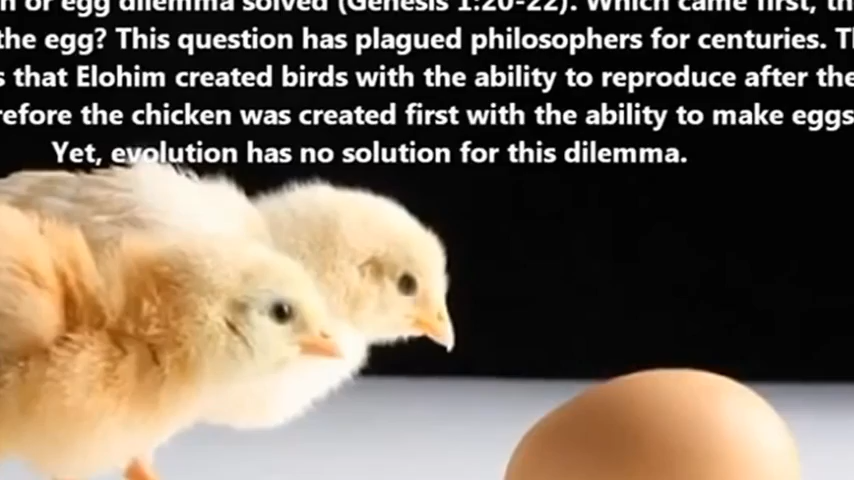 or egg dilemma solved (Genesis 1:20-22). Which came first, th
the egg? This question has plagued philosophers for centuries. T
s that Elohim created birds with the ability to reproduce after the
refore the chicken was created first with the ability to make eggs
Yet, evolution has no solution for this dilemma.